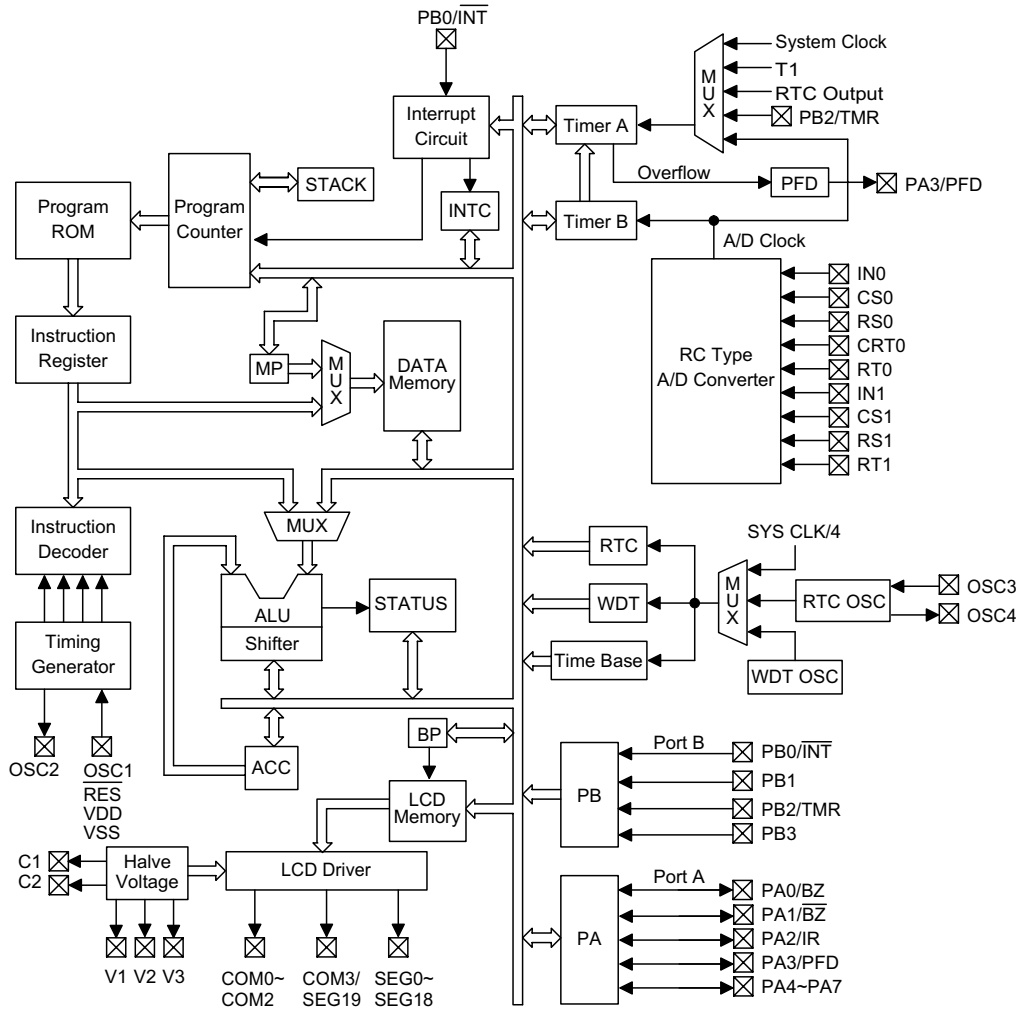 PB0/I̅N̅T̅
System Clock
T1
RTC Output
PB2/TMR
MUX
Interrupt
Circuit
Timer A
Overflow
PFD
PA3/PFD
STACK
Program
ROM
Program
Counter
INTC
Timer B
A/D Clock
IN0
CS0
RS0
CRT0
RT0
IN1
CS1
RS1
RT1
RC Type
A/D Converter
Instruction
Register
MP
MUX
DATA
Memory
MUX
Instruction
Decoder
ALU
Shifter
STATUS
Timing
Generator
OSC2
OSC1
R̅E̅S̅
VDD
VSS
ACC
BP
LCD
Memory
RTC
WDT
Time Base
MUX
SYS CLK/4
RTC OSC
WDT OSC
OSC3
OSC4
PB
Port B
PB0/I̅N̅T̅
PB1
PB2/TMR
PB3
C1
C2
Halve
Voltage
LCD Driver
V1 V2 V3
COM0~
COM2
COM3/
SEG19
SEG0~
SEG18
PA
Port A
PA0/BZ
PA1/B̅Z̅
PA2/IR
PA3/PFD
PA4~PA7